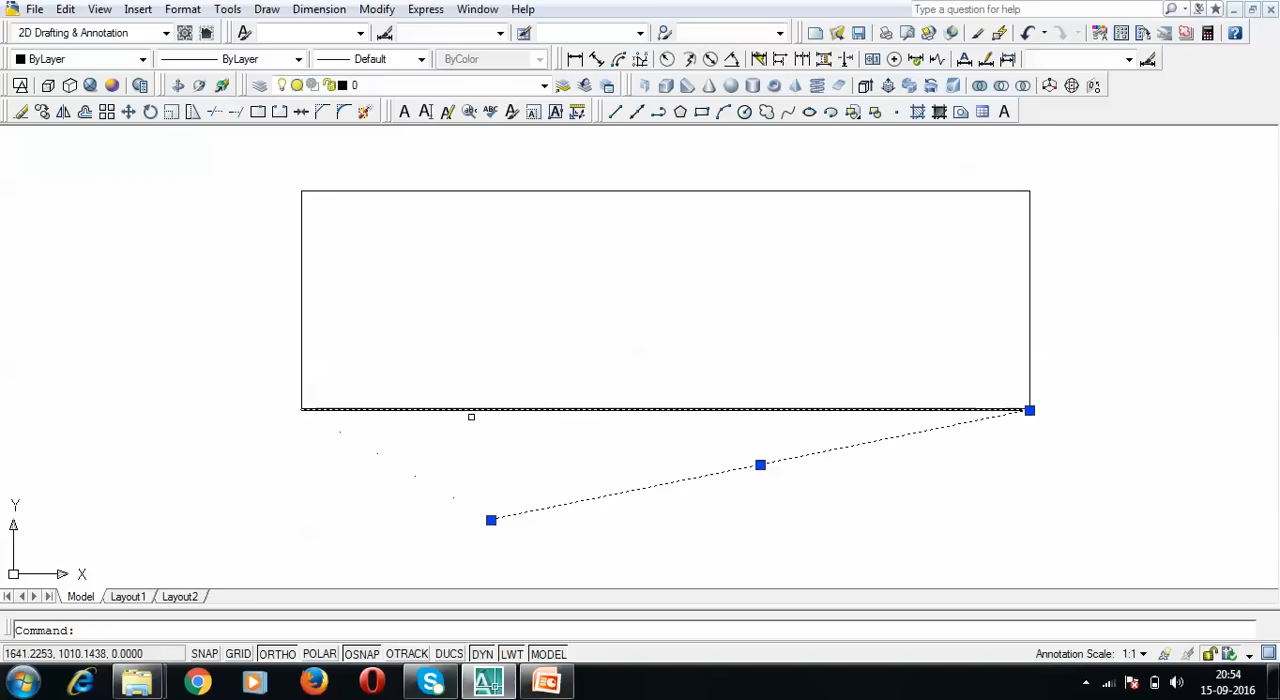 File Edit View Insert Format Tools Draw Dimension Modify Express Window Help Type a question for help
2D Drafting & Annotation
ByLayer ByLayer Default ByColor
0
Y
X
Model Layout1 Layout2
Command:
1641.2253, 1010.1438, 0.0000 SNAP GRID ORTHO POLAR OSNAP OTRACK DUCS DYN LWT MODEL Annotation Scale: 1:1
20:54
15-09-2016